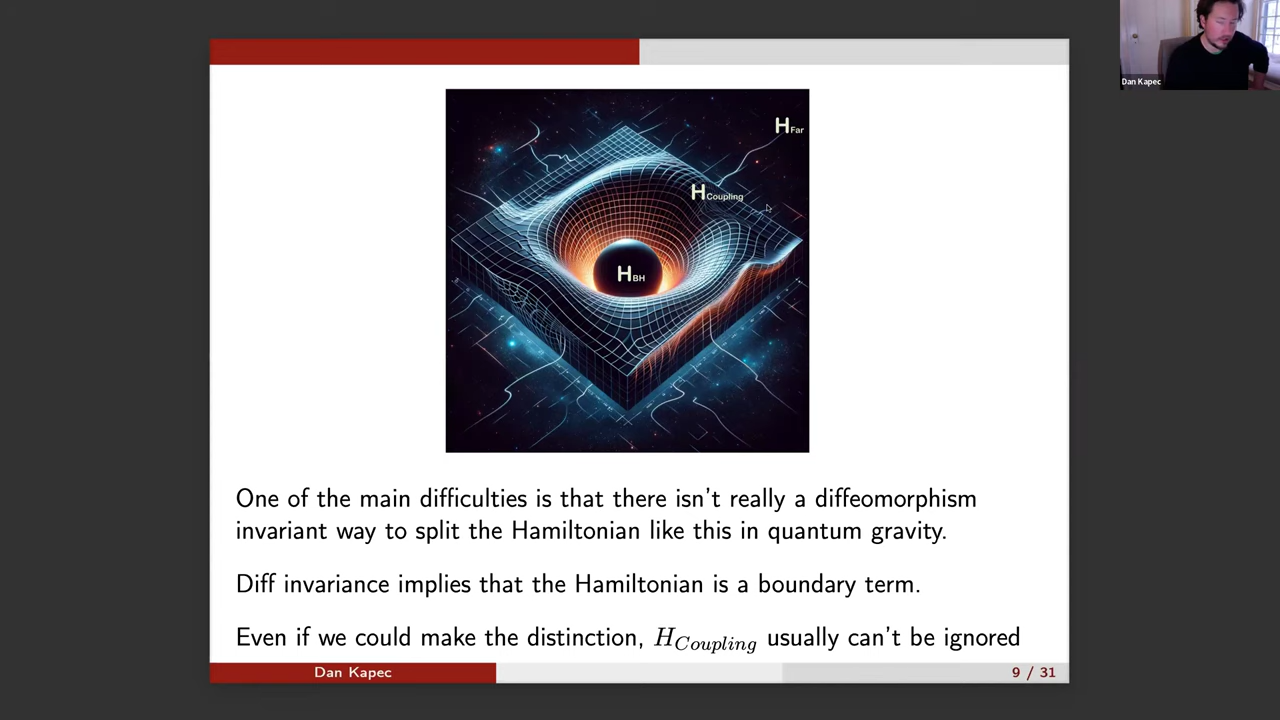 Dan Kapec
H_Far
H_Coupling
H_BH
One of the main difficulties is that there isn't really a diffeomorphism
invariant way to split the Hamiltonian like this in quantum gravity.
Diff invariance implies that the Hamiltonian is a boundary term.
Even if we could make the distinction, H_Coupling usually can't be ignored
Dan Kapec
9 / 31